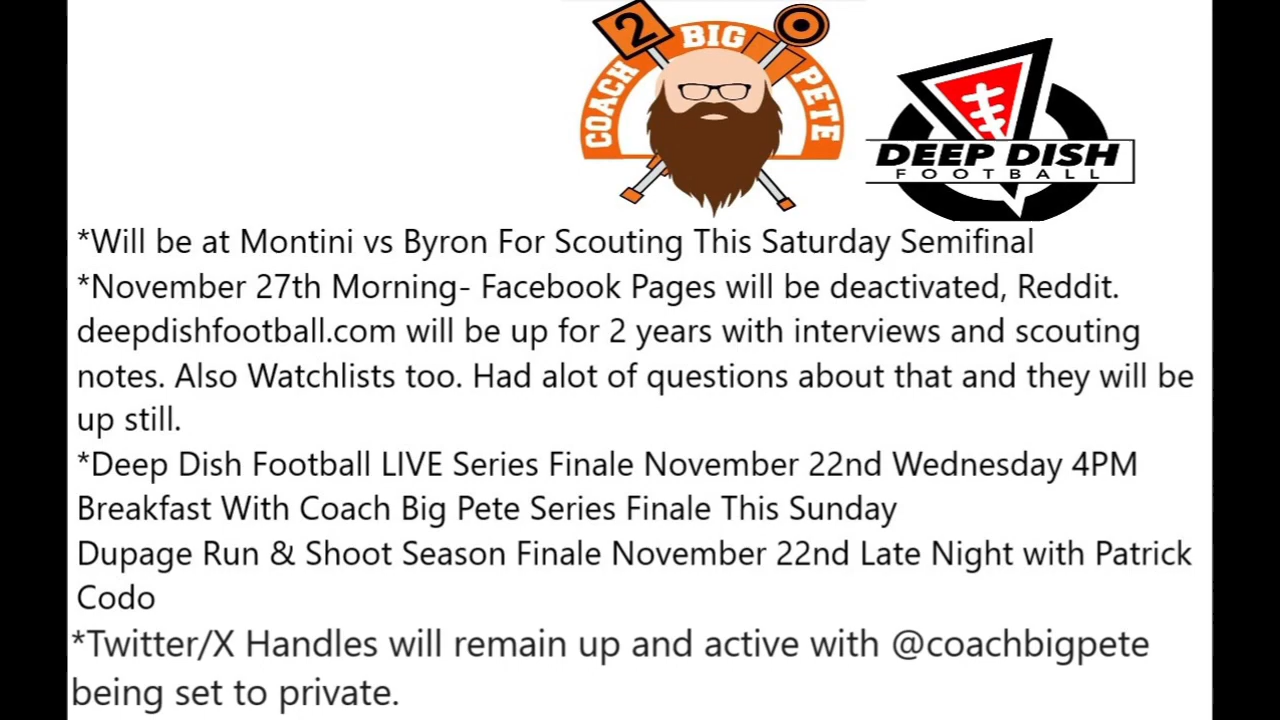 2
COACH BIG PETE
DEEP DISH
FOOTBALL
*Will be at Montini vs Byron For Scouting This Saturday Semifinal
*November 27th Morning- Facebook Pages will be deactivated, Reddit.
deepdishfootball.com will be up for 2 years with interviews and scouting
notes. Also Watchlists too. Had alot of questions about that and they will be
up still.
*Deep Dish Football LIVE Series Finale November 22nd Wednesday 4PM
Breakfast With Coach Big Pete Series Finale This Sunday
Dupage Run & Shoot Season Finale November 22nd Late Night with Patrick
Codo
*Twitter/X Handles will remain up and active with @coachbigpete
being set to private.